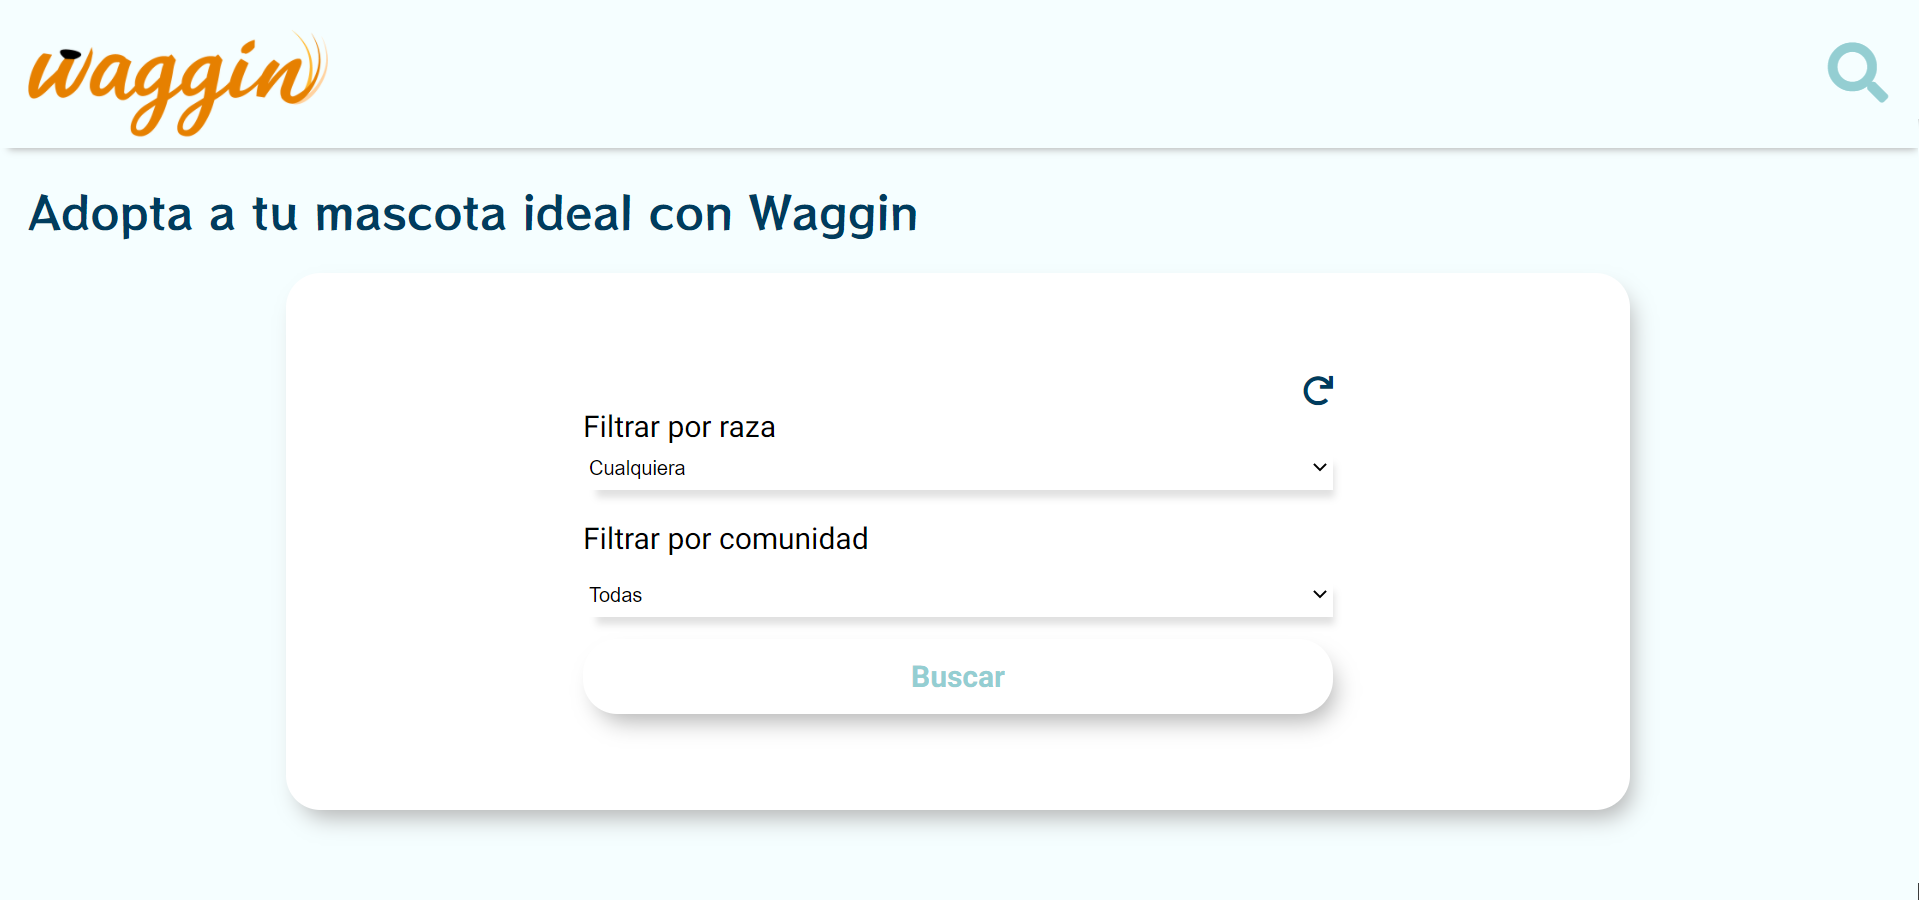 waggin
Adopta a tu mascota ideal con Waggin
Filtrar por raza
Cualquiera
Filtrar por comunidad
Todas
Buscar